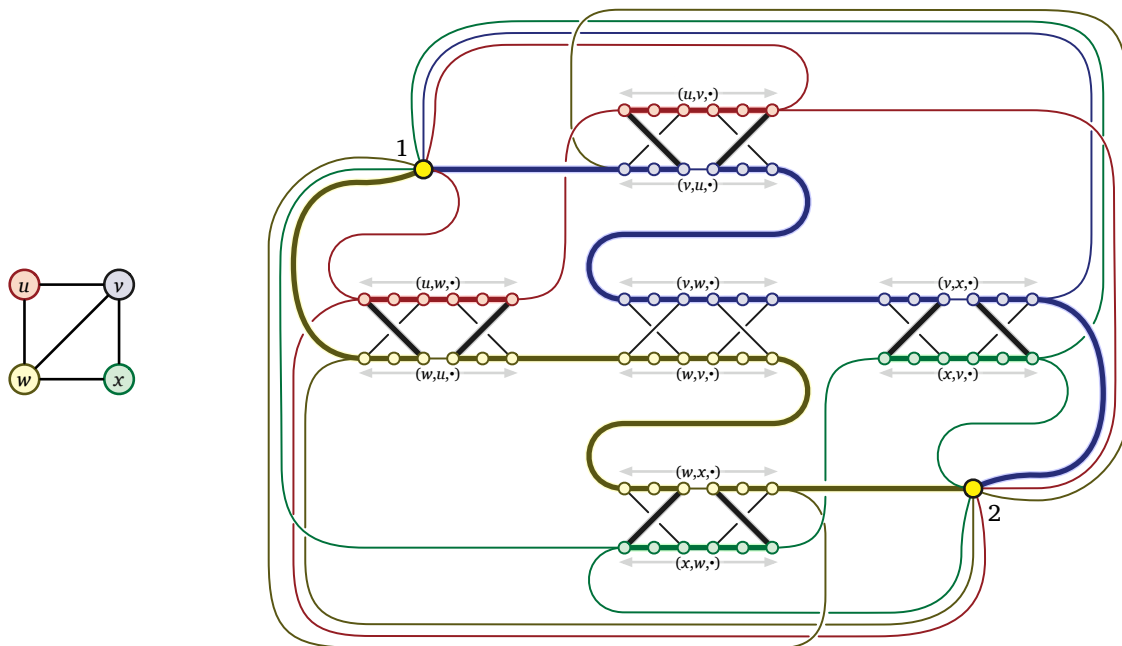 u v
w x
1
(u,v,•)
(v,u,•)
(u,w,•) (v,w,•) (v,x,•)
(w,u,•) (w,v,•) (x,v,•)
(w,x,•)
2
(x,w,•)